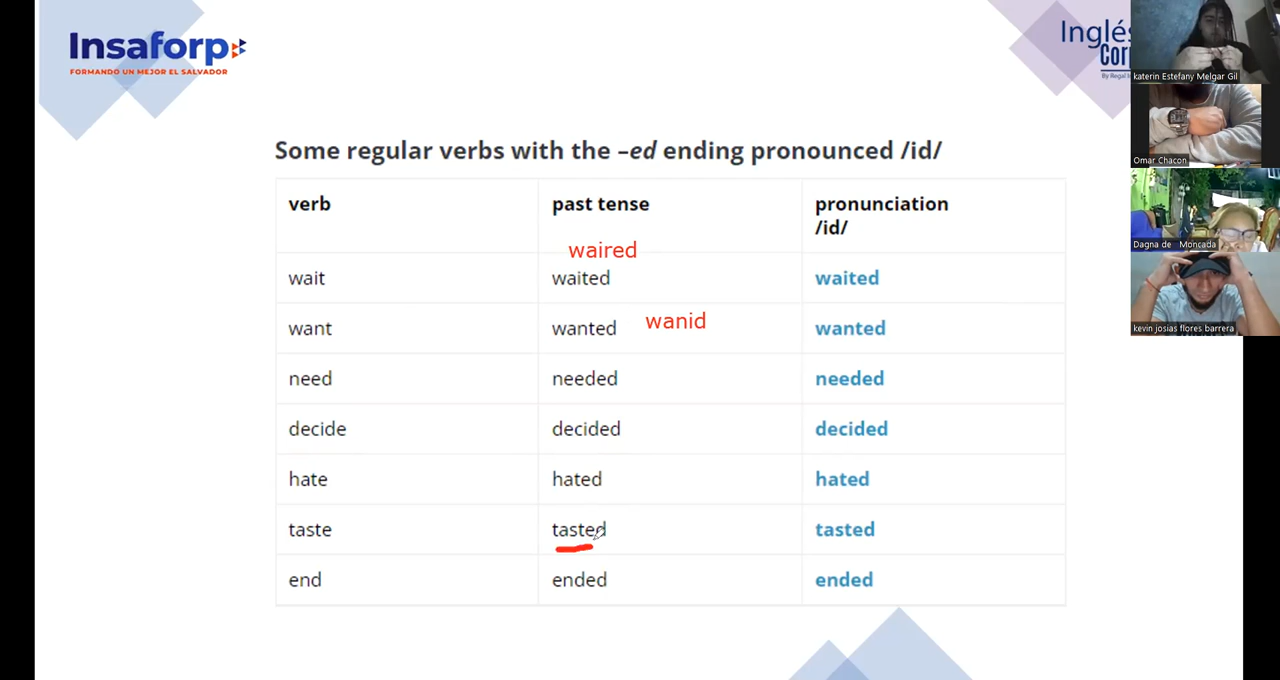 Insaforp
FORMANDO UN MEJOR EL SALVADOR
Inglés
By Regal
katerin Estefany Melgar Gil
Omar Chacon
Dagna de Moncada
kevin josias flores barrera
Some regular verbs with the –ed ending pronounced /id/
verb past tense pronunciation
/id/
waired
wait waited waited
wanid
want wanted wanted
need needed needed
decide decided decided
hate hated hated
taste tasted tasted
end ended ended